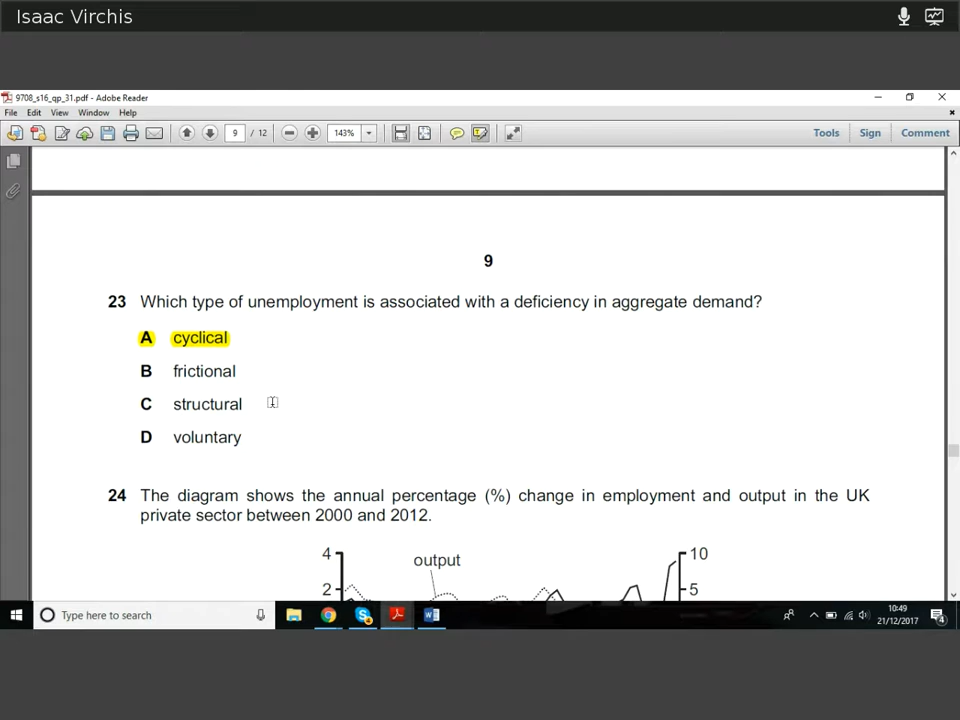 Isaac Virchis
9708_s16_qp_31.pdf - Adobe Reader
File Edit View Window Help
9 / 12 143% Tools Sign Comment
9
23 Which type of unemployment is associated with a deficiency in aggregate demand?
A cyclical
B frictional
C structural
D voluntary
24 The diagram shows the annual percentage (%) change in employment and output in the UK
private sector between 2000 and 2012.
4 output 10
2 5
Type here to search
10:49
21/12/2017
4